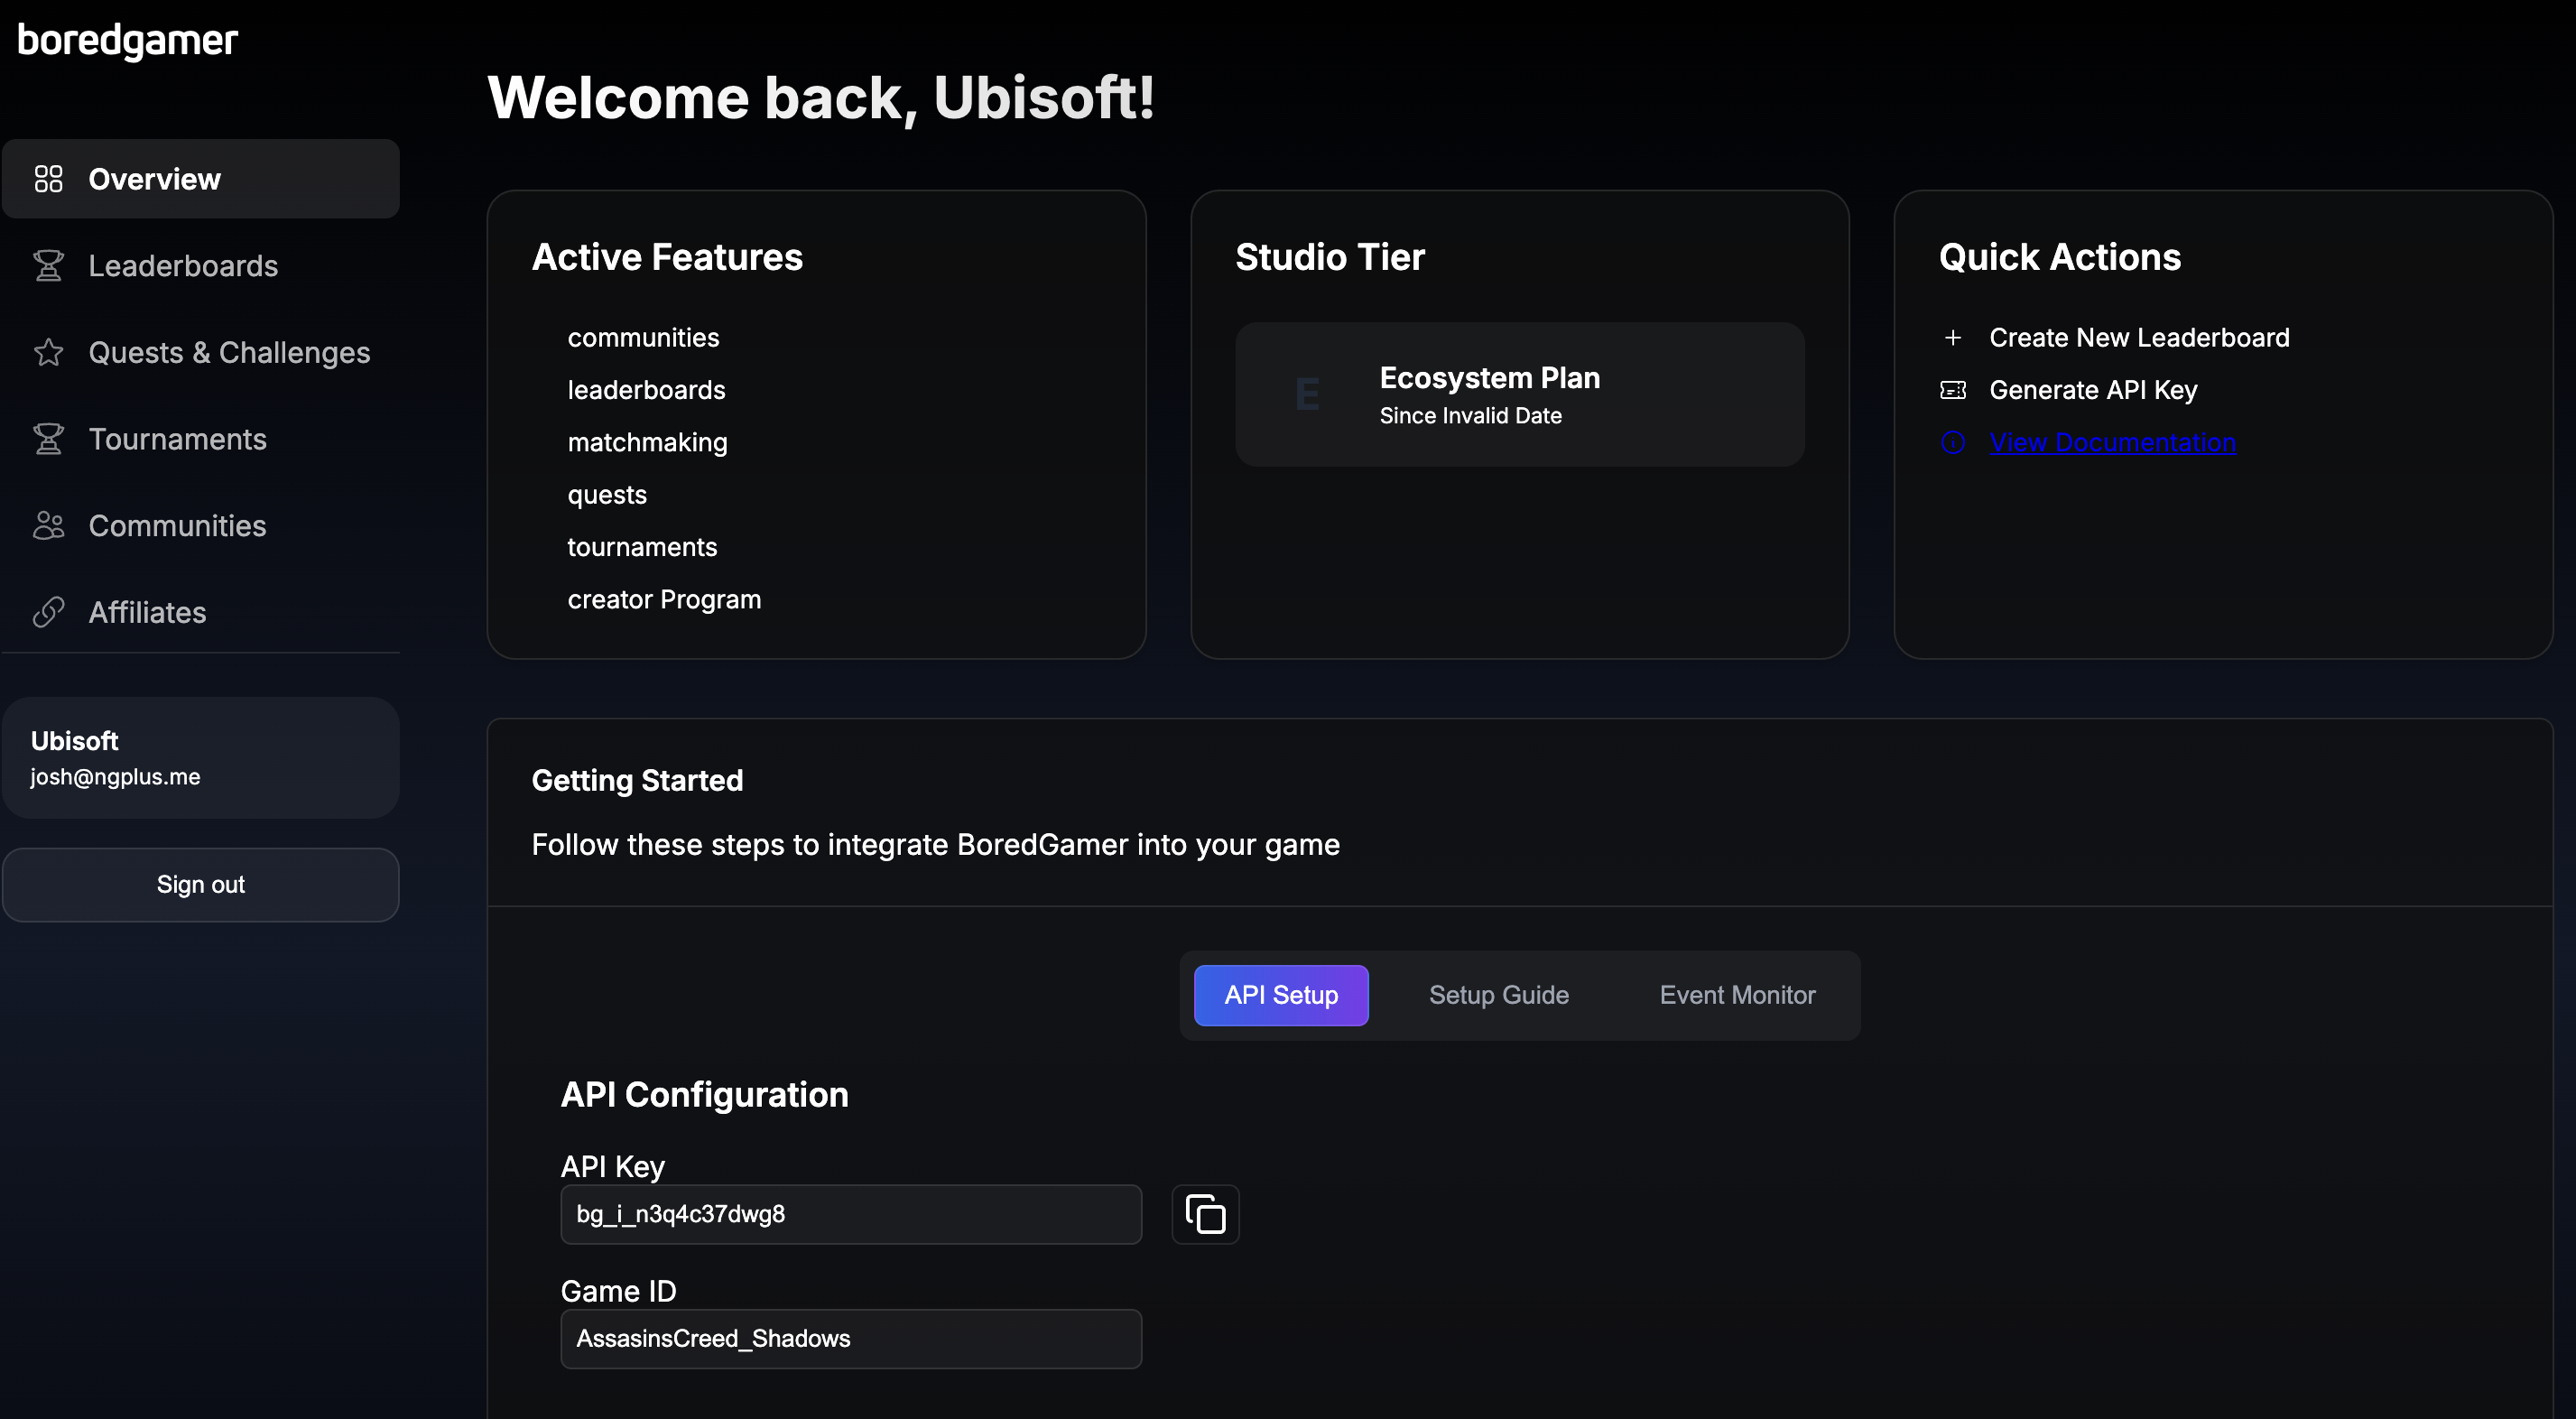 boredgamer
Overview
Leaderboards
Quests & Challenges
Tournaments
Communities
Affiliates
Ubisoft
josh@ngplus.me
Sign out
Welcome back, Ubisoft!
Active Features
communities
leaderboards
matchmaking
quests
tournaments
creator Program
Studio Tier
E
Ecosystem Plan
Since Invalid Date
Quick Actions
Create New Leaderboard
Generate API Key
View Documentation
Getting Started
Follow these steps to integrate BoredGamer into your game
API Setup
Setup Guide
Event Monitor
API Configuration
API Key
bg_i_n3q4c37dwg8
Game ID
AssasinsCreed_Shadows